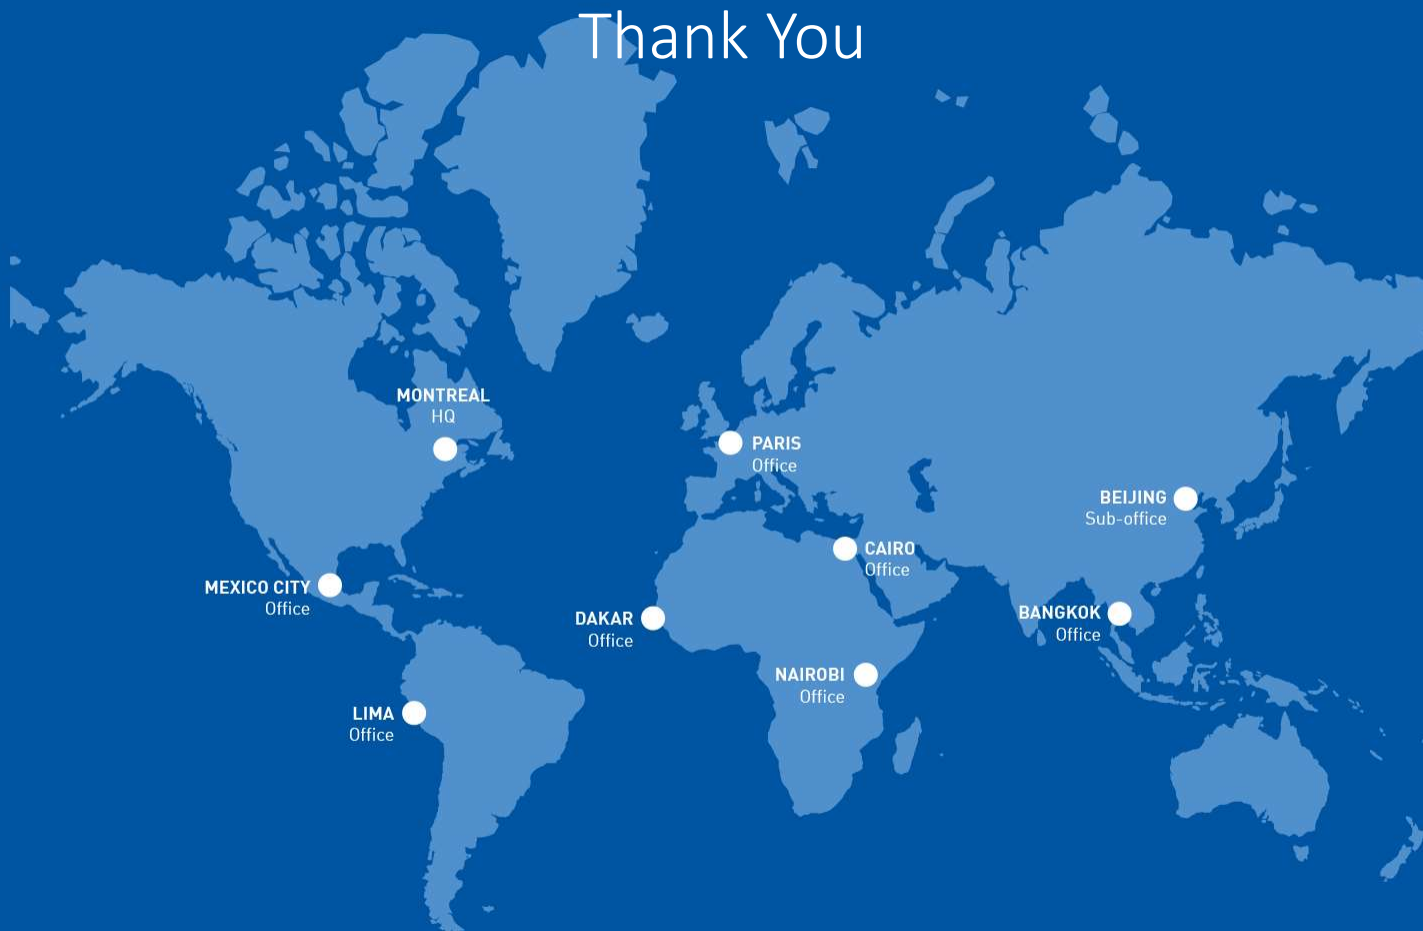 Thank You
MONTREAL
HQ
PARIS
Office
BEIJING
Sub-office
CAIRO
Office
MEXICO CITY
Office
DAKAR
Office
BANGKOK
Office
NAIROBI
Office
LIMA
Office